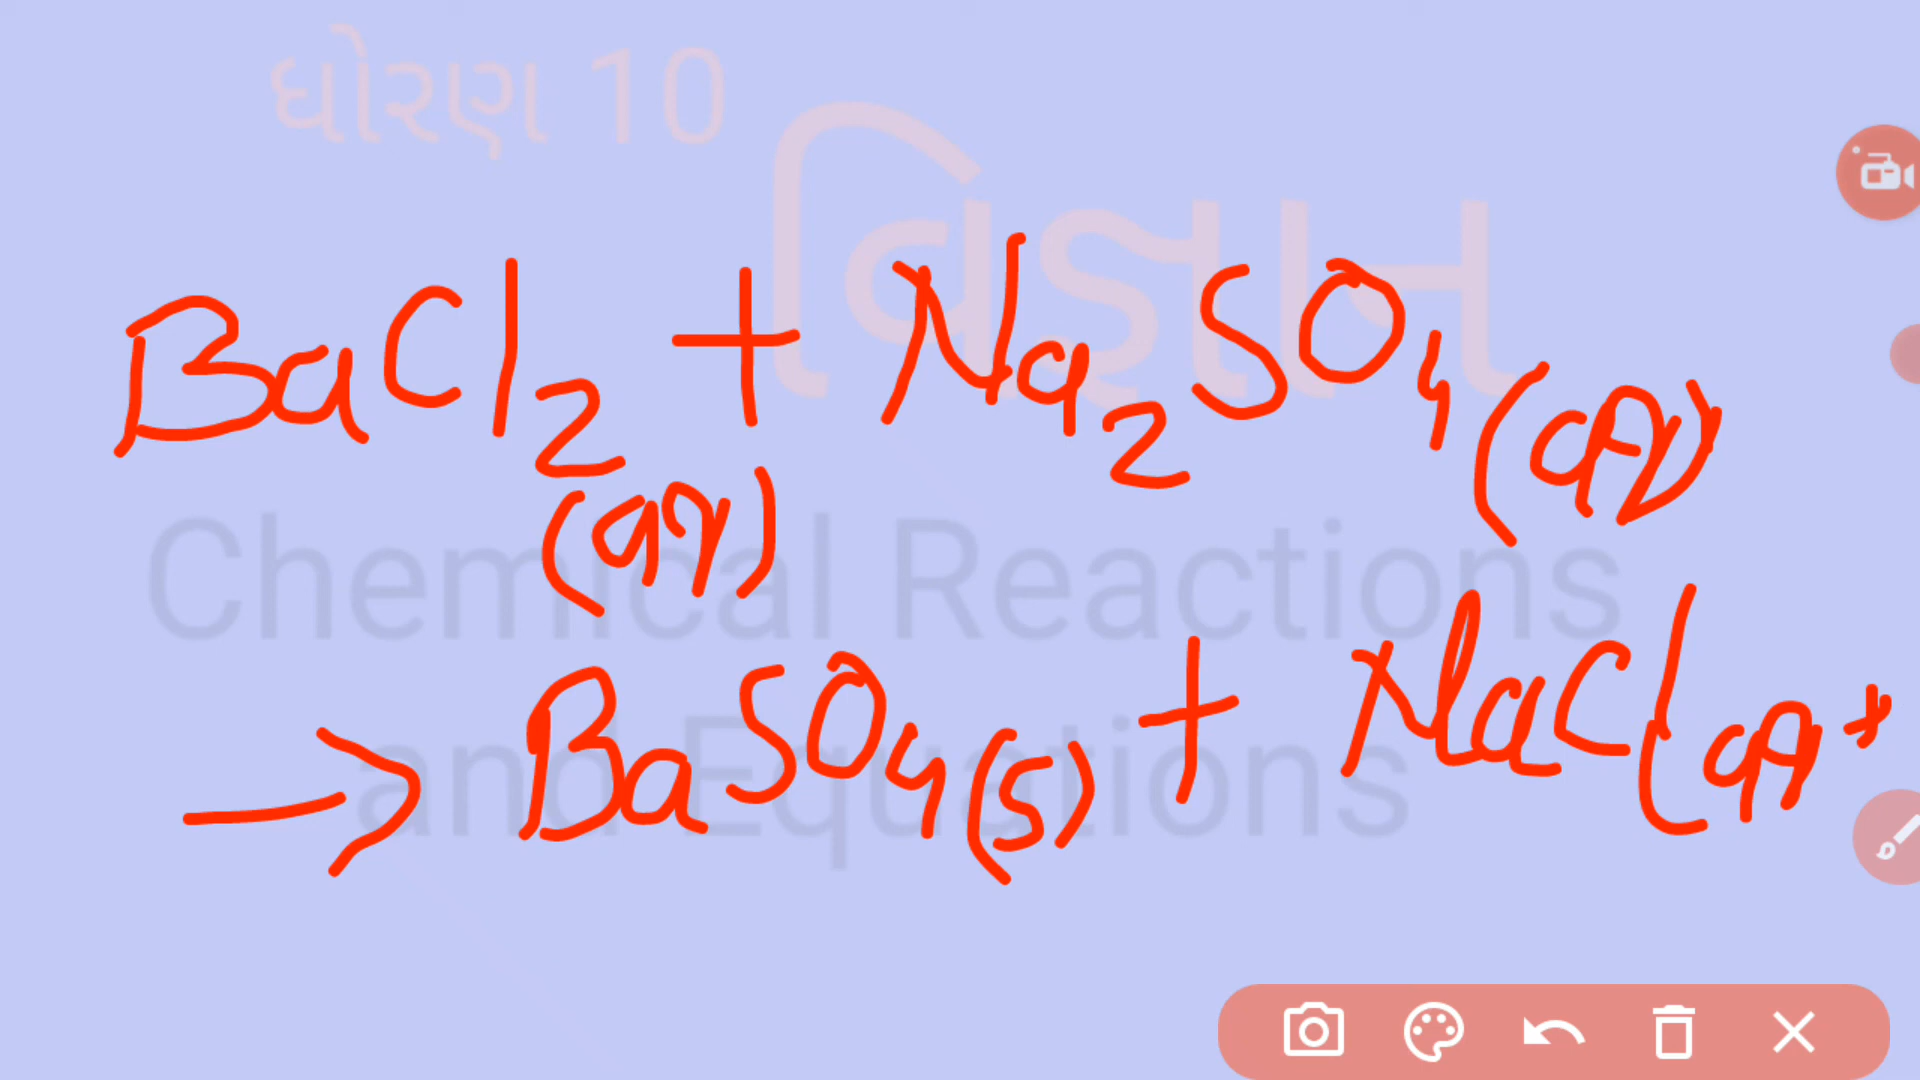 ધોરણ 10
વિજ્ઞાન
BaCl2 + Na2SO4(aq)
(aq)
Chemical Reactions
→ BaSO4(s) + NaCl(aq
and Equations